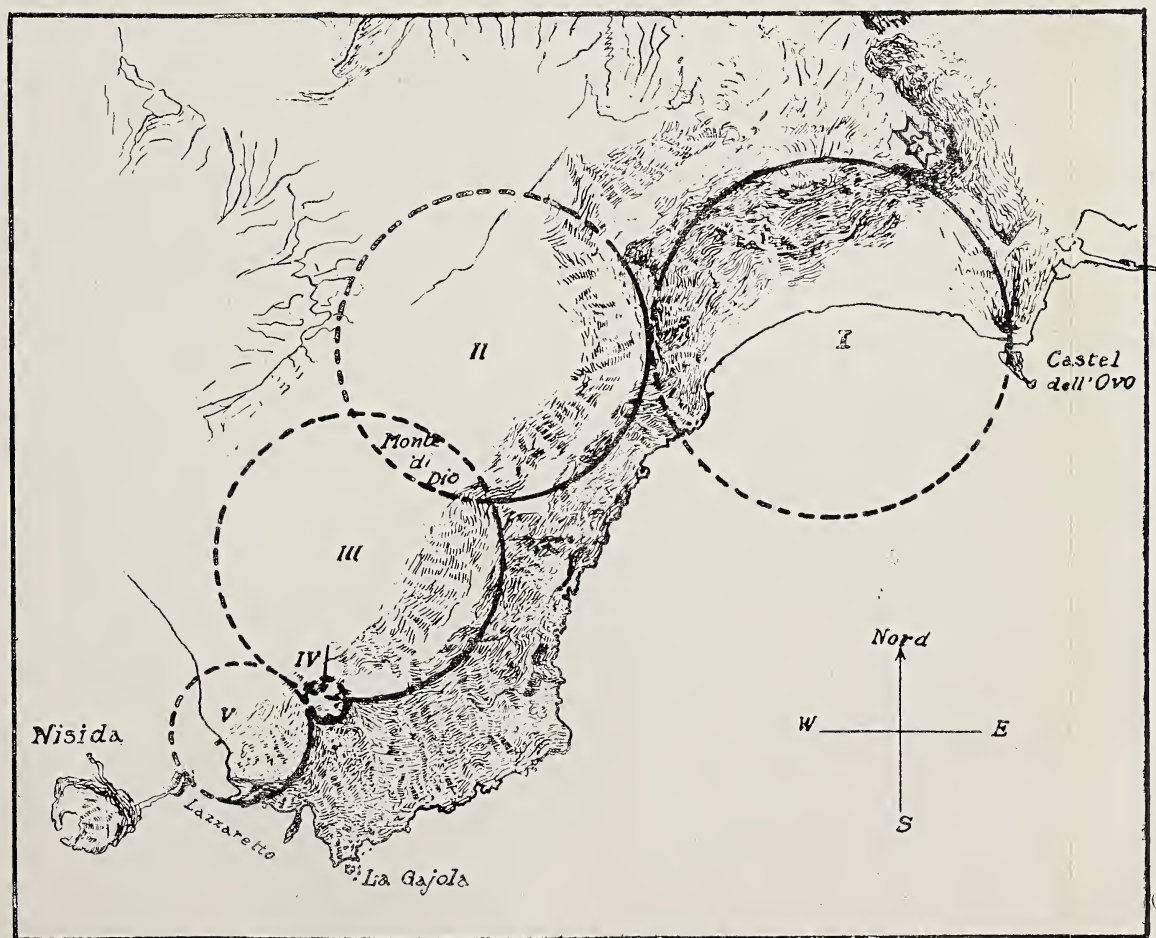 I
II
Castel
dell'Ovo
Monte
di
Dio
III
Nord
IV
V
W E
Nisida
S
Lazzaretto
La Gajola